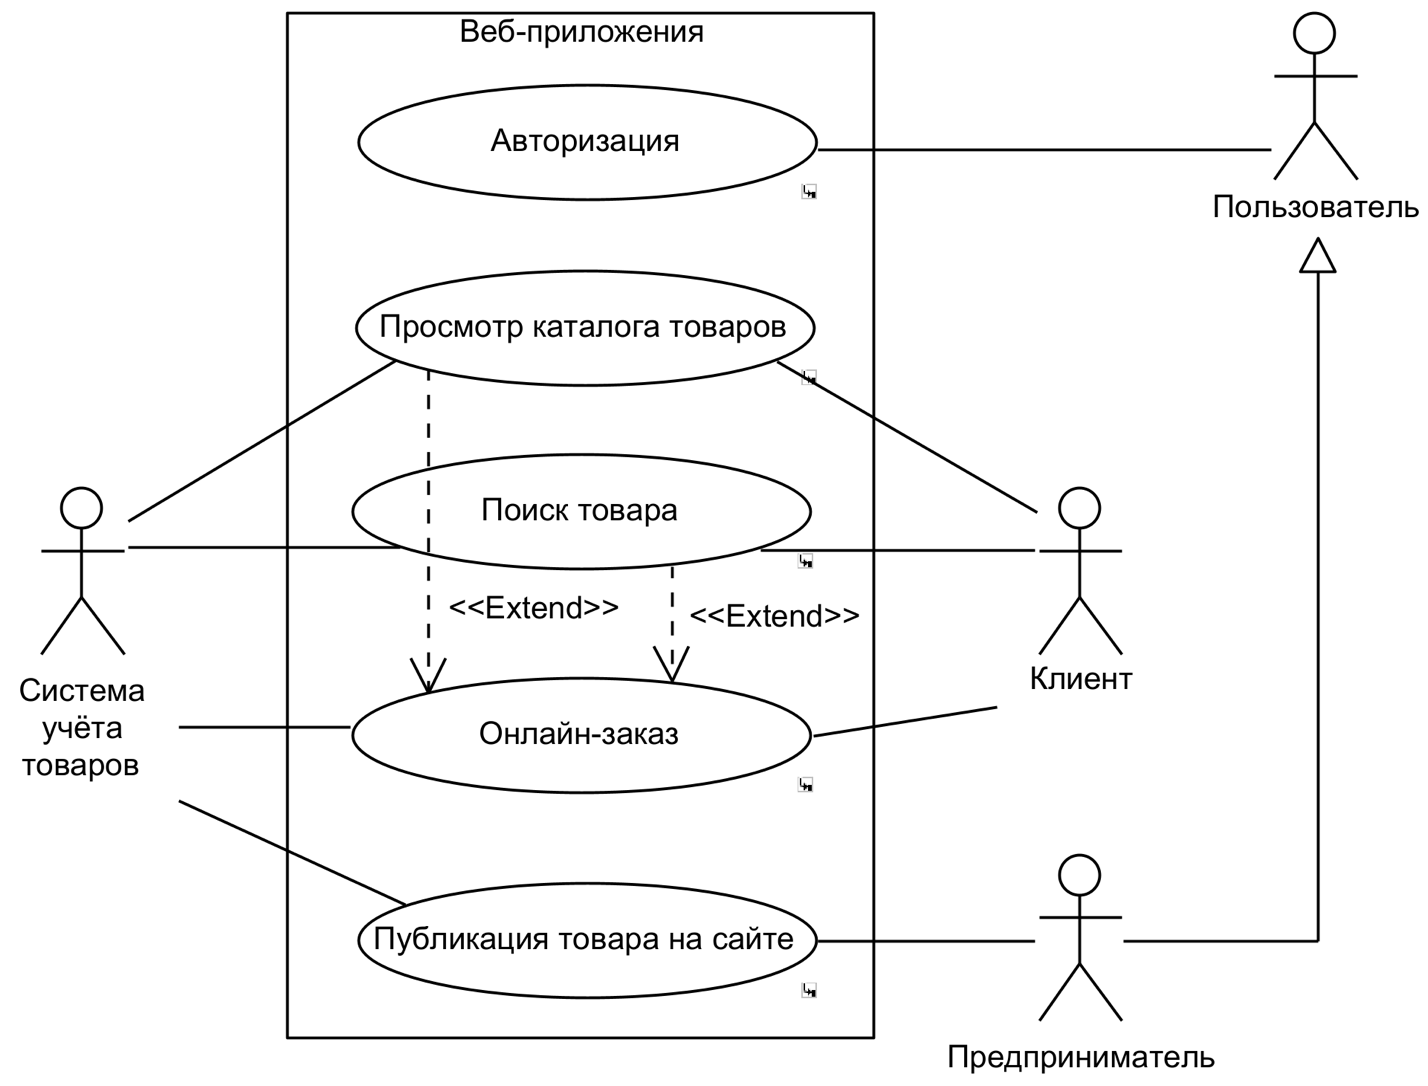 Веб-приложения
Авторизация
Пользователь
Просмотр каталога товаров
Поиск товара
<<Extend>>
<<Extend>>
Клиент
Система
учёта
товаров
Онлайн-заказ
Публикация товара на сайте
Предприниматель